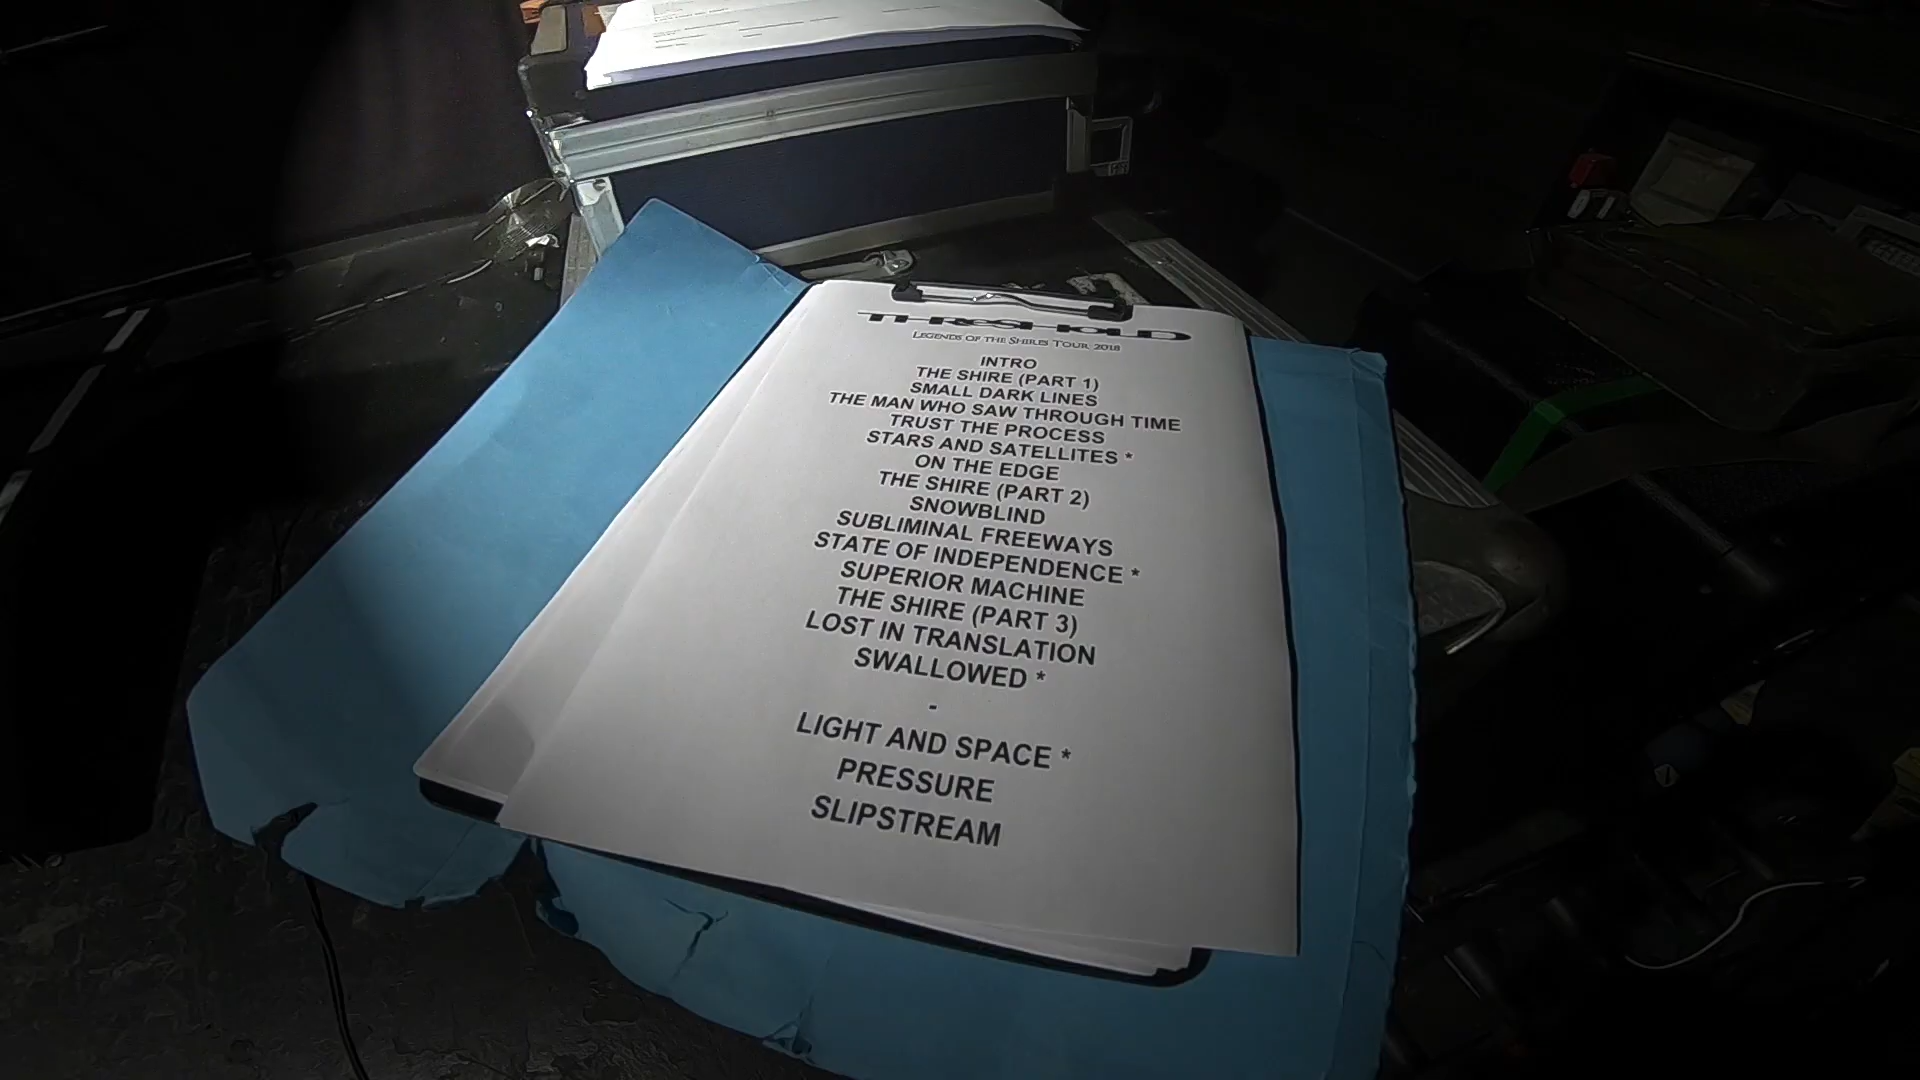 THRESHOLD
LEGENDS OF THE SHIRES TOUR 2018
INTRO
THE SHIRE (PART 1)
SMALL DARK LINES
THE MAN WHO SAW THROUGH TIME
TRUST THE PROCESS
STARS AND SATELLITES *
ON THE EDGE
THE SHIRE (PART 2)
SNOWBLIND
SUBLIMINAL FREEWAYS
STATE OF INDEPENDENCE *
SUPERIOR MACHINE
THE SHIRE (PART 3)
LOST IN TRANSLATION
SWALLOWED *
-
LIGHT AND SPACE *
PRESSURE
SLIPSTREAM